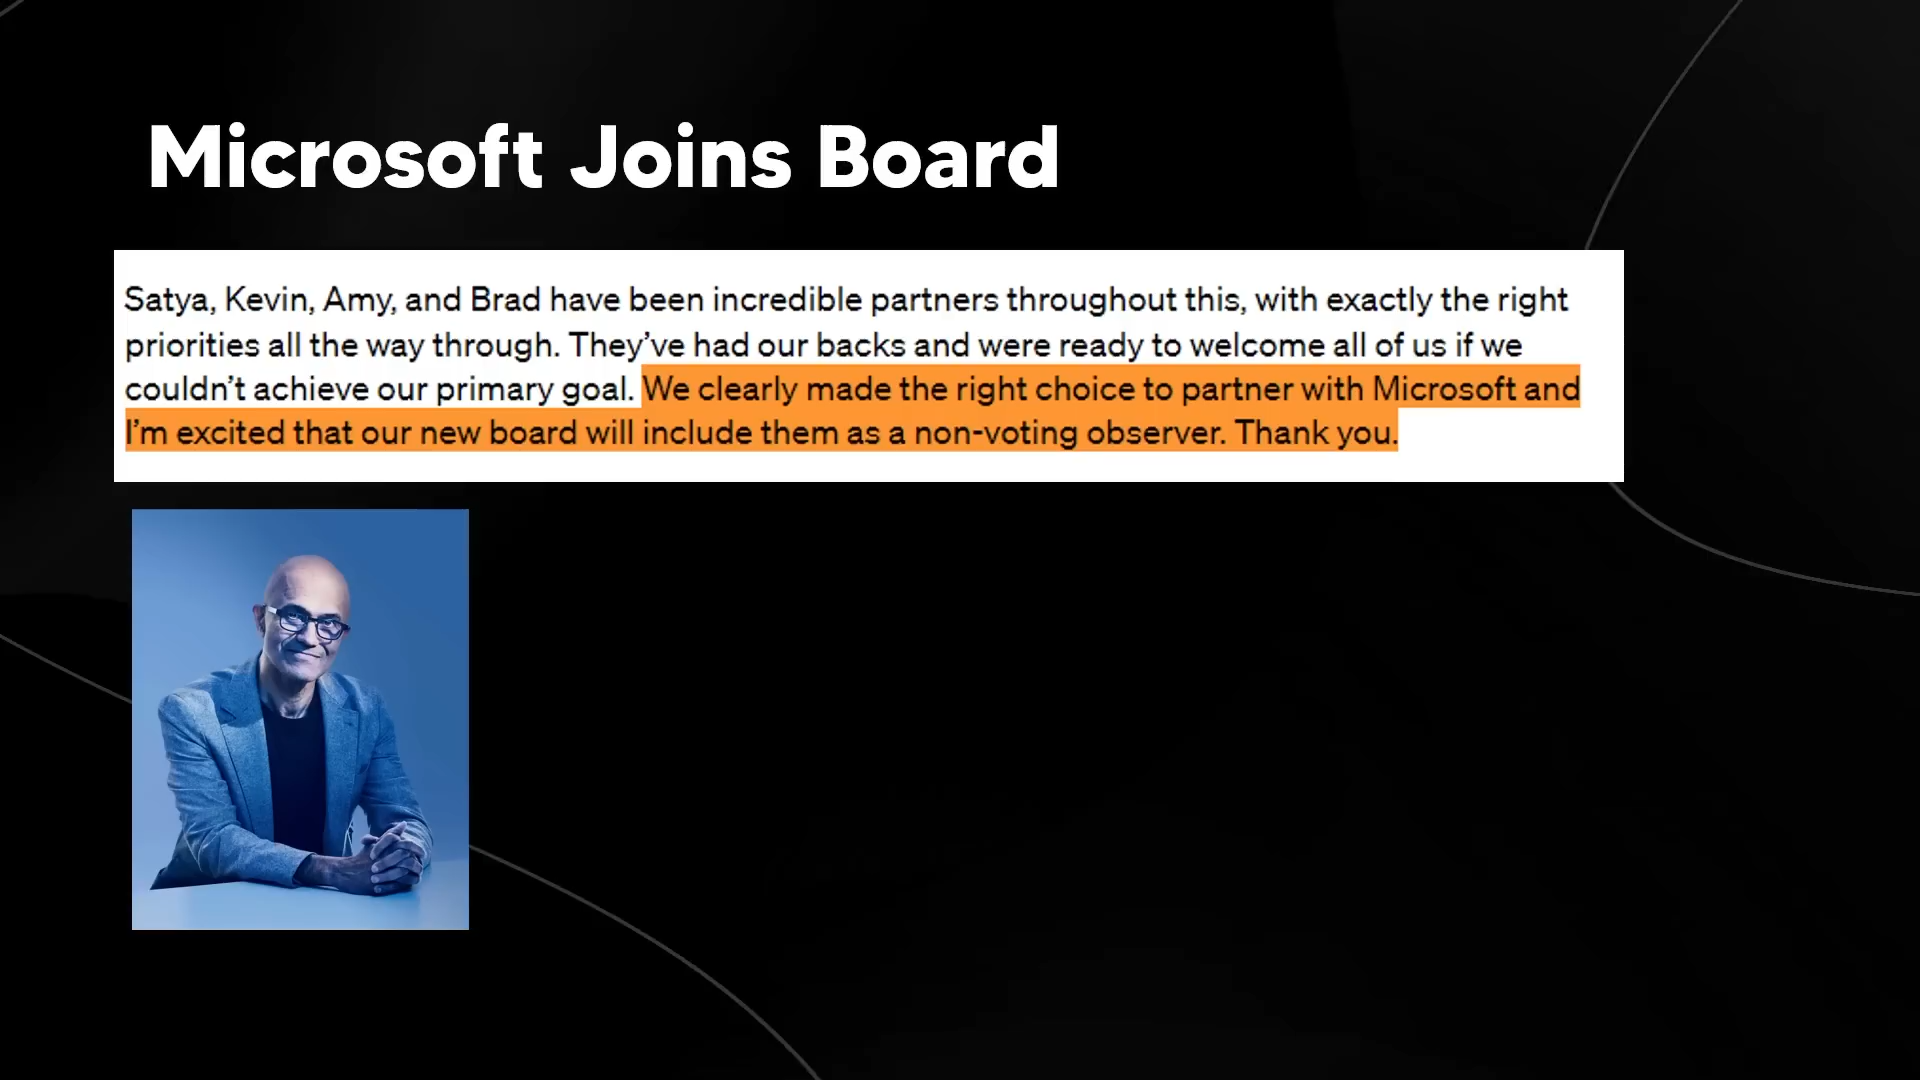 Microsoft Joins Board
Satya, Kevin, Amy, and Brad have been incredible partners throughout this, with exactly the right
priorities all the way through. They’ve had our backs and were ready to welcome all of us if we
couldn’t achieve our primary goal. We clearly made the right choice to partner with Microsoft and
I’m excited that our new board will include them as a non-voting observer. Thank you.